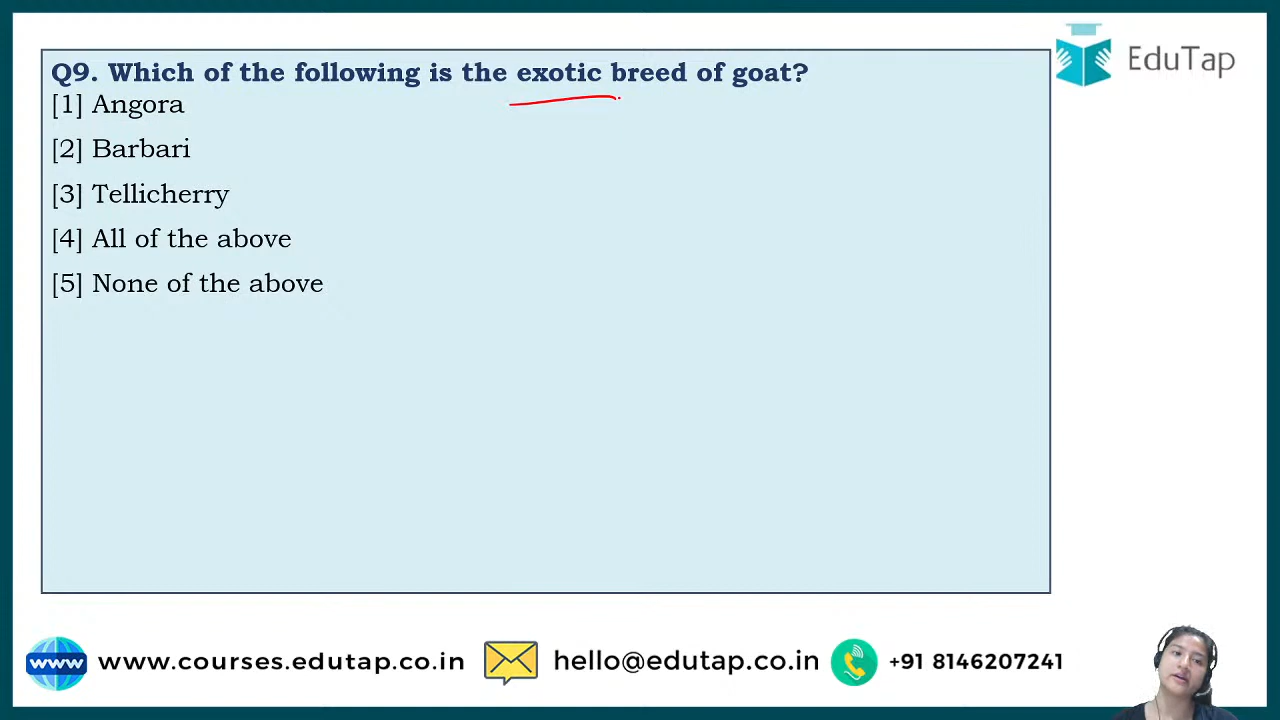 EduTap
Q9. Which of the following is the exotic breed of goat?
[1] Angora
[2] Barbari
[3] Tellicherry
[4] All of the above
[5] None of the above
www
www.courses.edutap.co.in
hello@edutap.co.in
+91 8146207241